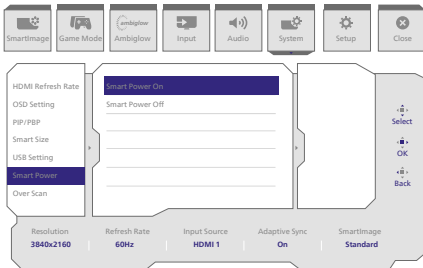 SmartImage
Game Mode
ambiglow
Ambiglow
Input
Audio
System
Setup
Close
HDMI Refresh Rate
OSD Setting
PIP/PBP
Smart Size
USB Setting
Smart Power
Over Scan
Smart Power On
Smart Power Off
Select
OK
Back
Resolution
Refresh Rate
Input Source
Adaptive Sync
SmartImage
3840x2160
60Hz
HDMI 1
On
Standard